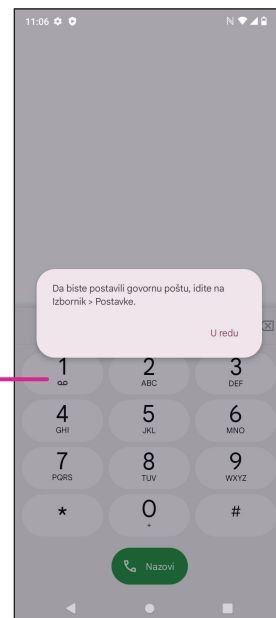 11:06
Da biste postavili govornu poštu, idite na
Izbornik > Postavke.
U redu
1 2 3
ABC DEF
4 5 6
GHI JKL MNO
7 8 9
PQRS TUV WXYZ
* 0 #
+
Nazovi